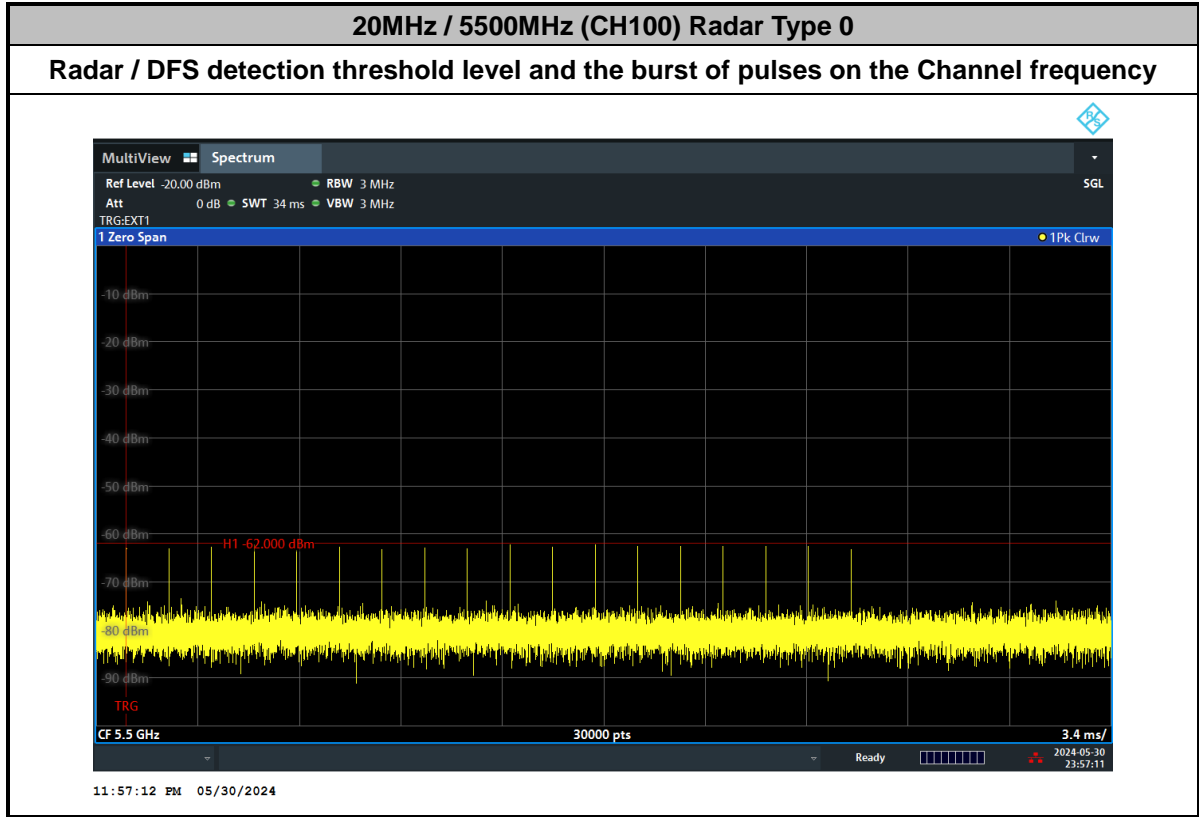 20MHz / 5500MHz (CH100) Radar Type 0
Radar / DFS detection threshold level and the burst of pulses on the Channel frequency
R&S
MultiView Spectrum
Ref Level -20.00 dBm RBW 3 MHz SGL
Att 0 dB SWT 34 ms VBW 3 MHz
TRG:EXT1
1 Zero Span 1Pk Clrw
-10 dBm
-20 dBm
-30 dBm
-40 dBm
-50 dBm
-60 dBm
H1 -62.000 dBm
-70 dBm
-80 dBm
-90 dBm
TRG
CF 5.5 GHz 30000 pts 3.4 ms/
Ready 2024-05-30
23:57:11
11:57:12 PM 05/30/2024